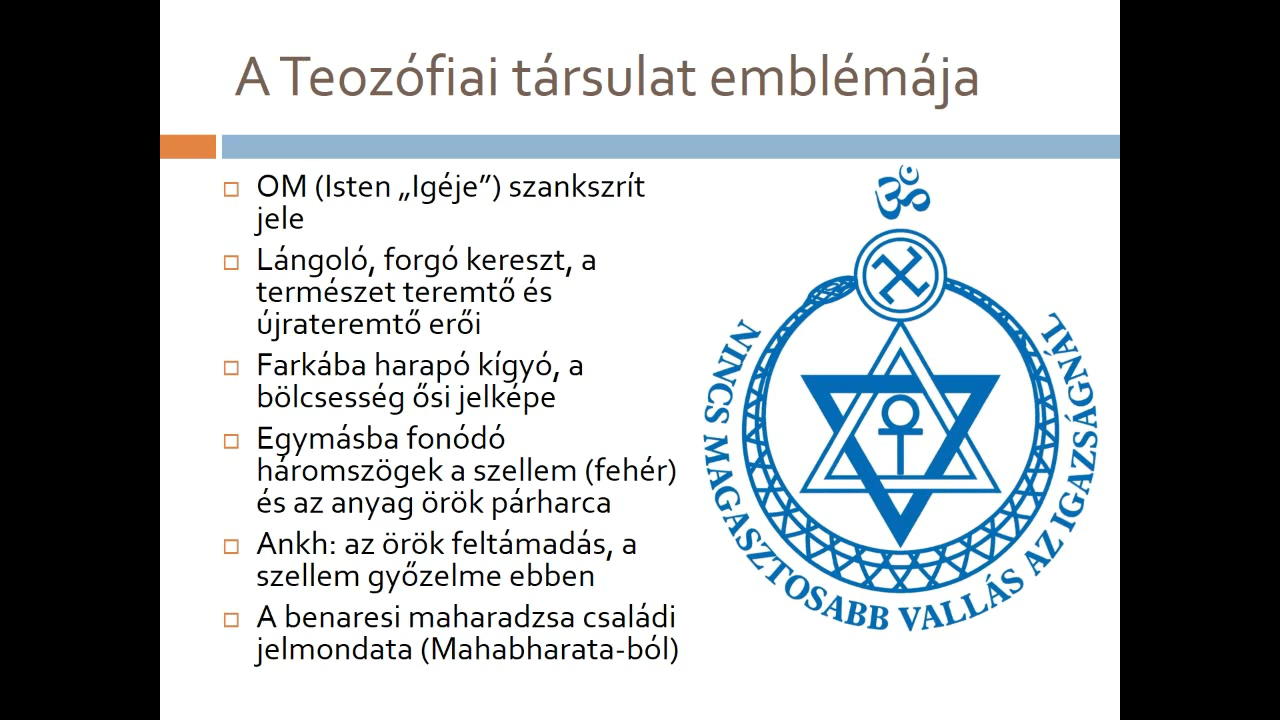 A Teozófiai társulat emblémája
OM (Isten „Igéje”) szankszrít
jele
Lángoló, forgó kereszt, a
természet teremtő és
újrateremtő erői
Farkába harapó kígyó, a
bölcsesség ősi jelképe
Egymásba fonódó
háromszögek a szellem (fehér)
és az anyag örök párharca
Ankh: az örök feltámadás, a
szellem győzelme ebben
A benaresi maharadzsa családi
jelmondata (Mahabharata-ból)
ॐ
NINCS MAGASZTOSABB VALLÁS AZ IGAZSÁGNÁL